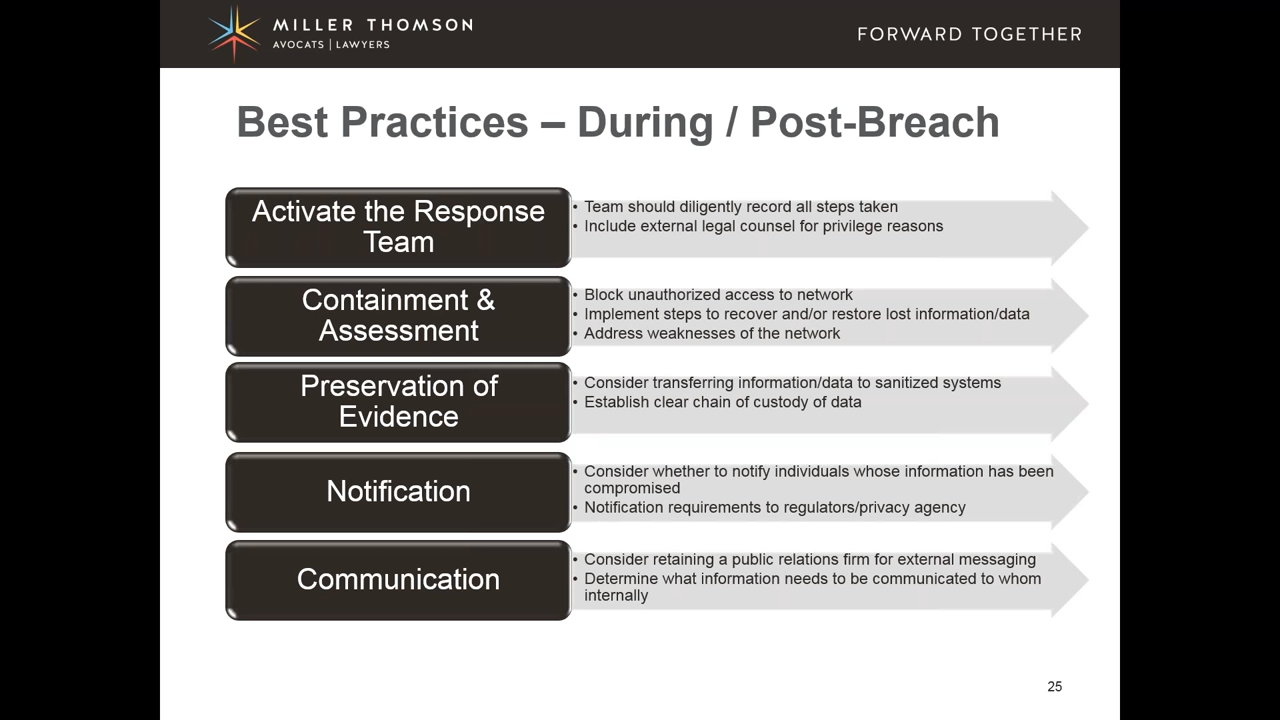 MILLER THOMSON
AVOCATS | LAWYERS
FORWARD TOGETHER
Best Practices – During / Post-Breach
Activate the Response
Team
• Team should diligently record all steps taken
• Include external legal counsel for privilege reasons
Containment &
Assessment
• Block unauthorized access to network
• Implement steps to recover and/or restore lost information/data
• Address weaknesses of the network
Preservation of
Evidence
• Consider transferring information/data to sanitized systems
• Establish clear chain of custody of data
Notification
• Consider whether to notify individuals whose information has been
compromised
• Notification requirements to regulators/privacy agency
Communication
• Consider retaining a public relations firm for external messaging
• Determine what information needs to be communicated to whom
internally
25